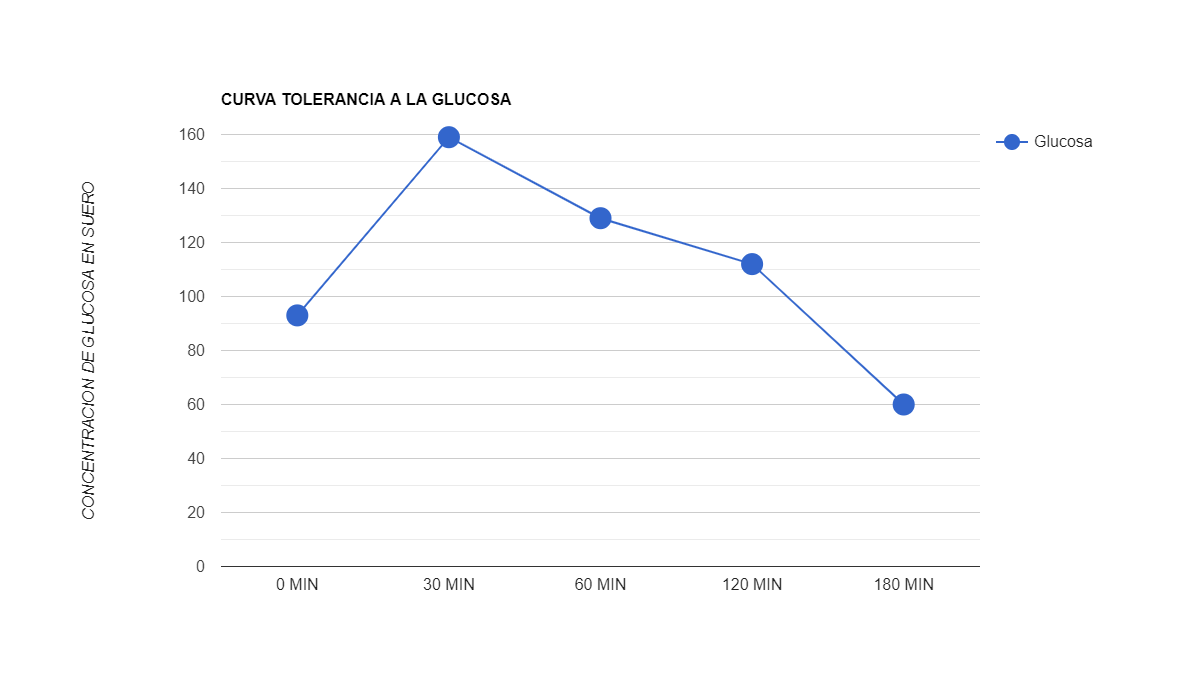 CURVA TOLERANCIA A LA GLUCOSA
Glucosa
CONCENTRACION DE GLUCOSA EN SUERO
160
140
120
100
80
60
40
20
0
0 MIN
30 MIN
60 MIN
120 MIN
180 MIN